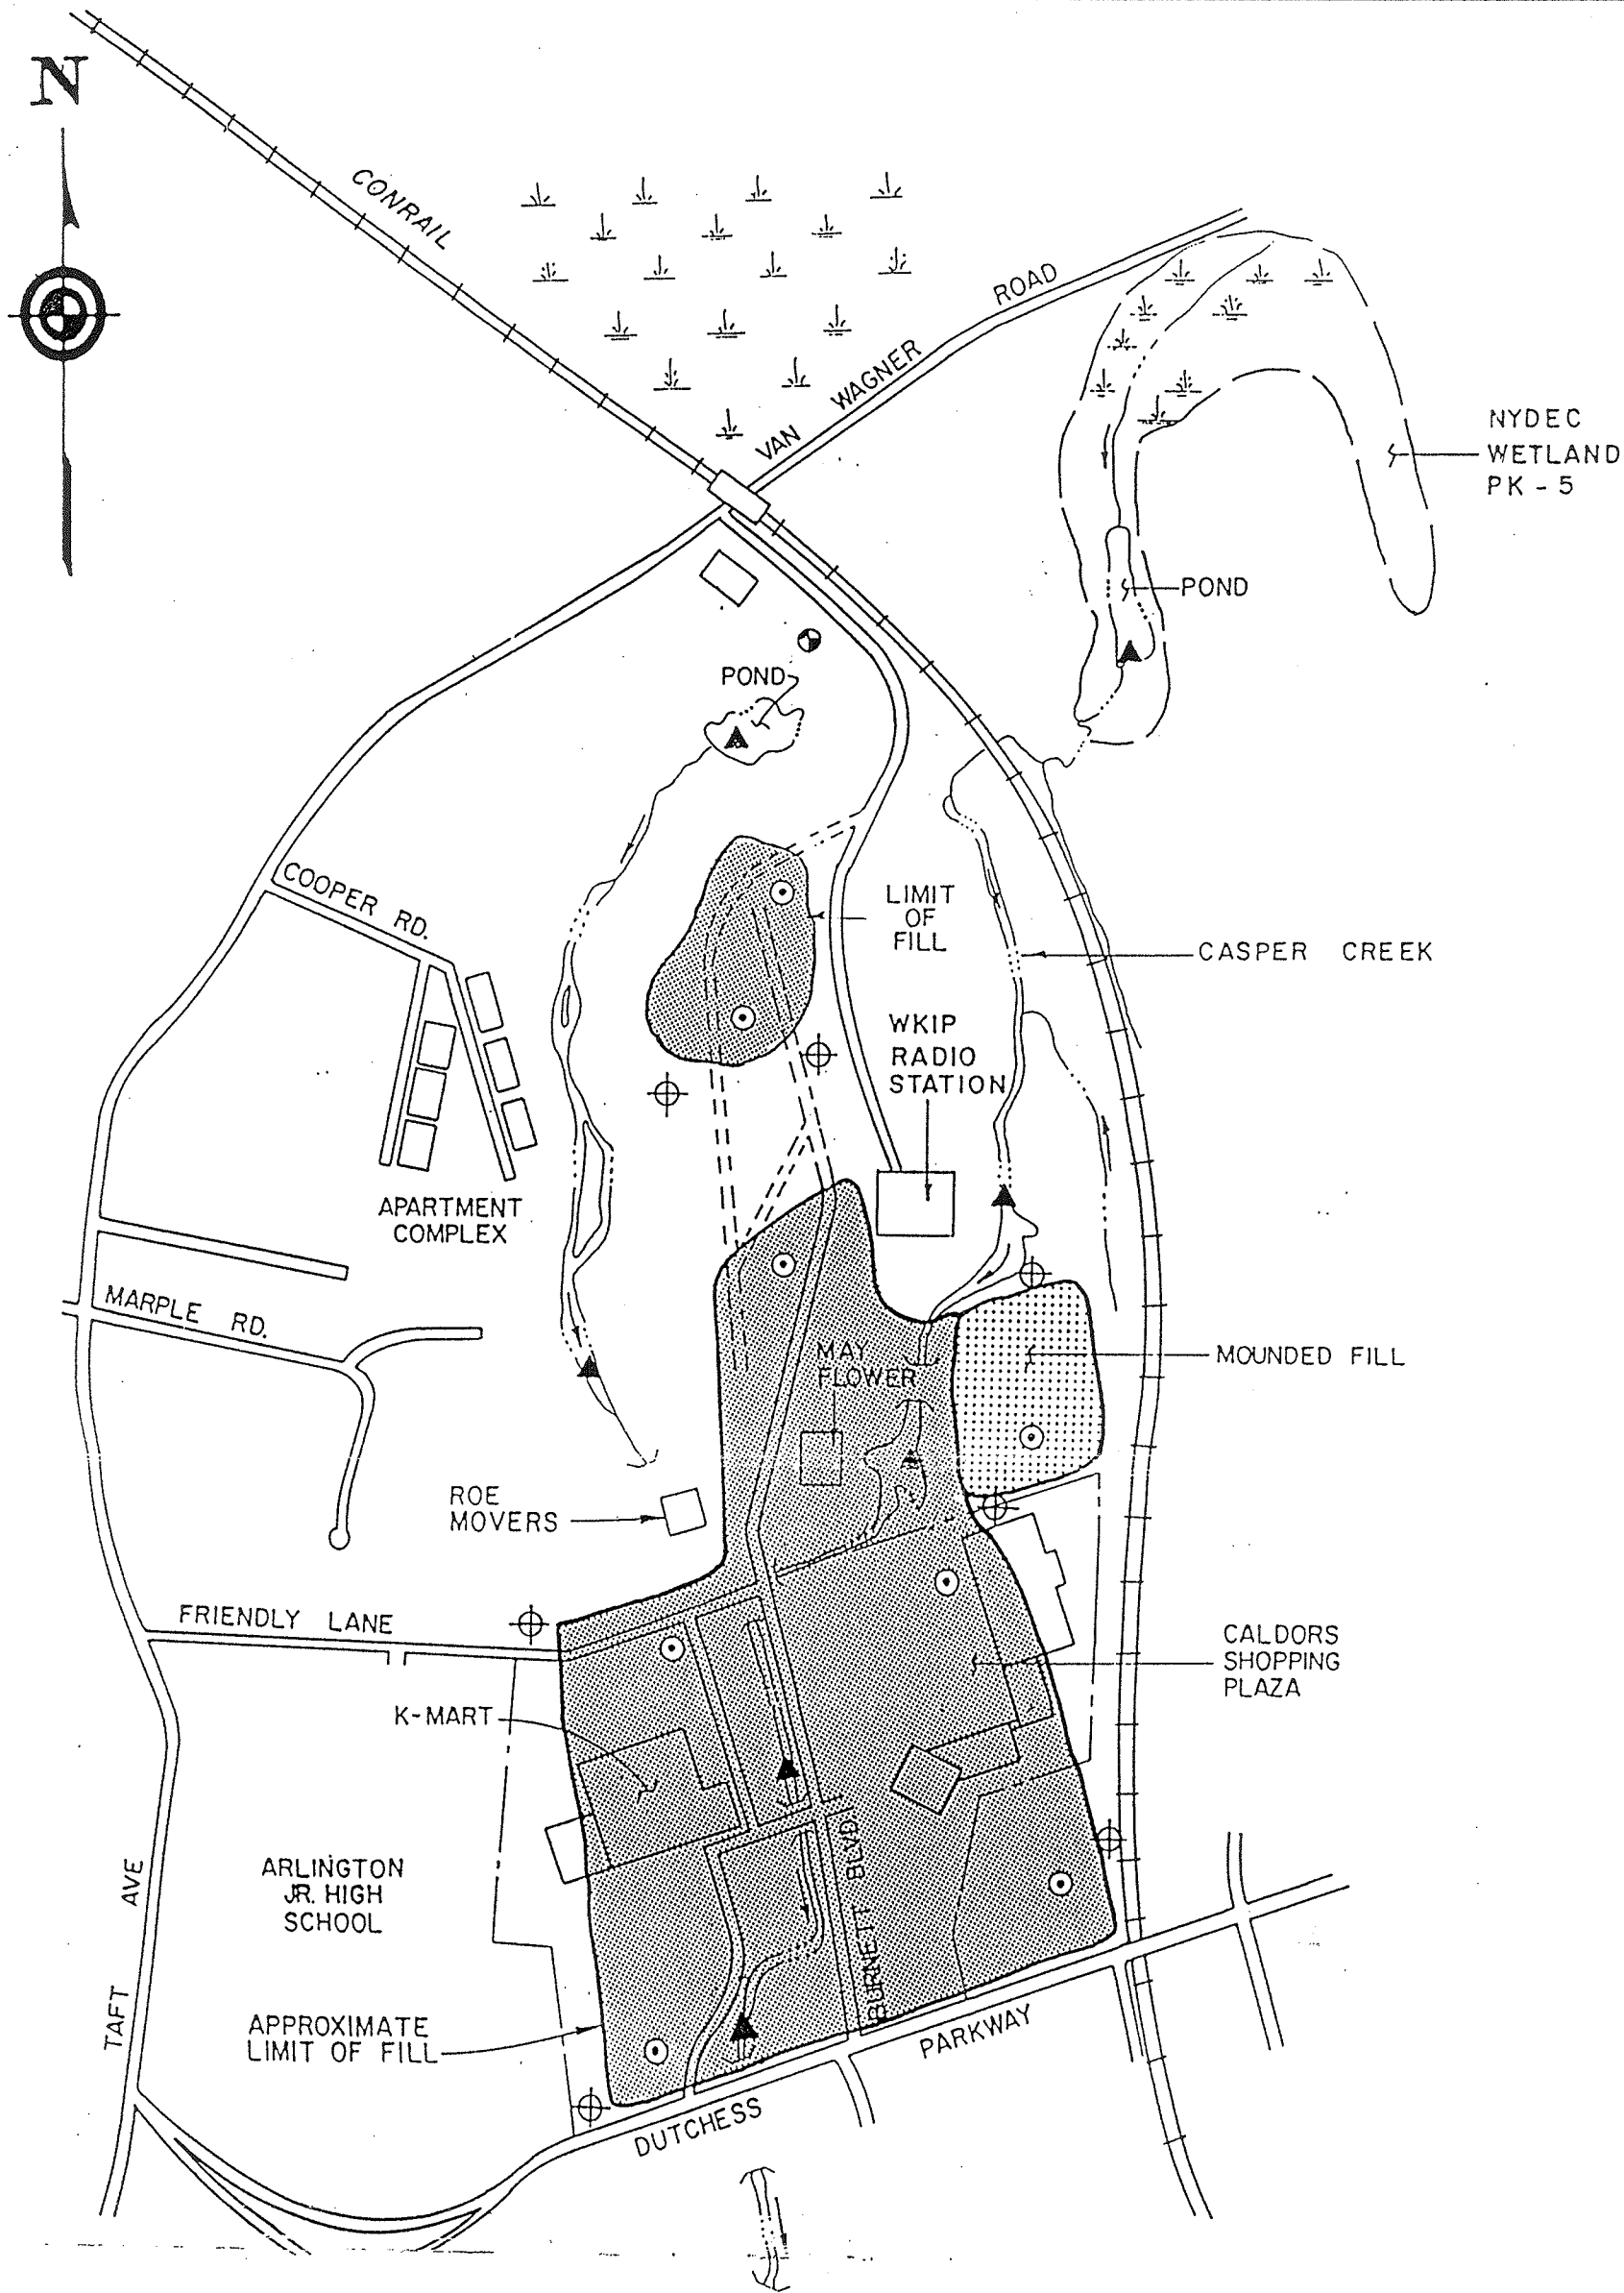 N
CONRAIL
VAN WAGNER ROAD
NYDEC
WETLAND
PK - 5
POND
POND
COOPER RD.
LIMIT
OF
FILL
CASPER CREEK
WKIP
RADIO
STATION
APARTMENT
COMPLEX
MARPLE RD.
MAY
FLOWER
MOUNDED FILL
ROE
MOVERS
FRIENDLY LANE
CALDORS
SHOPPING
PLAZA
K-MART
ARLINGTON
JR. HIGH
SCHOOL
TAFT AVE
BURNETT BLVD
APPROXIMATE
LIMIT OF FILL
DUTCHESS PARKWAY